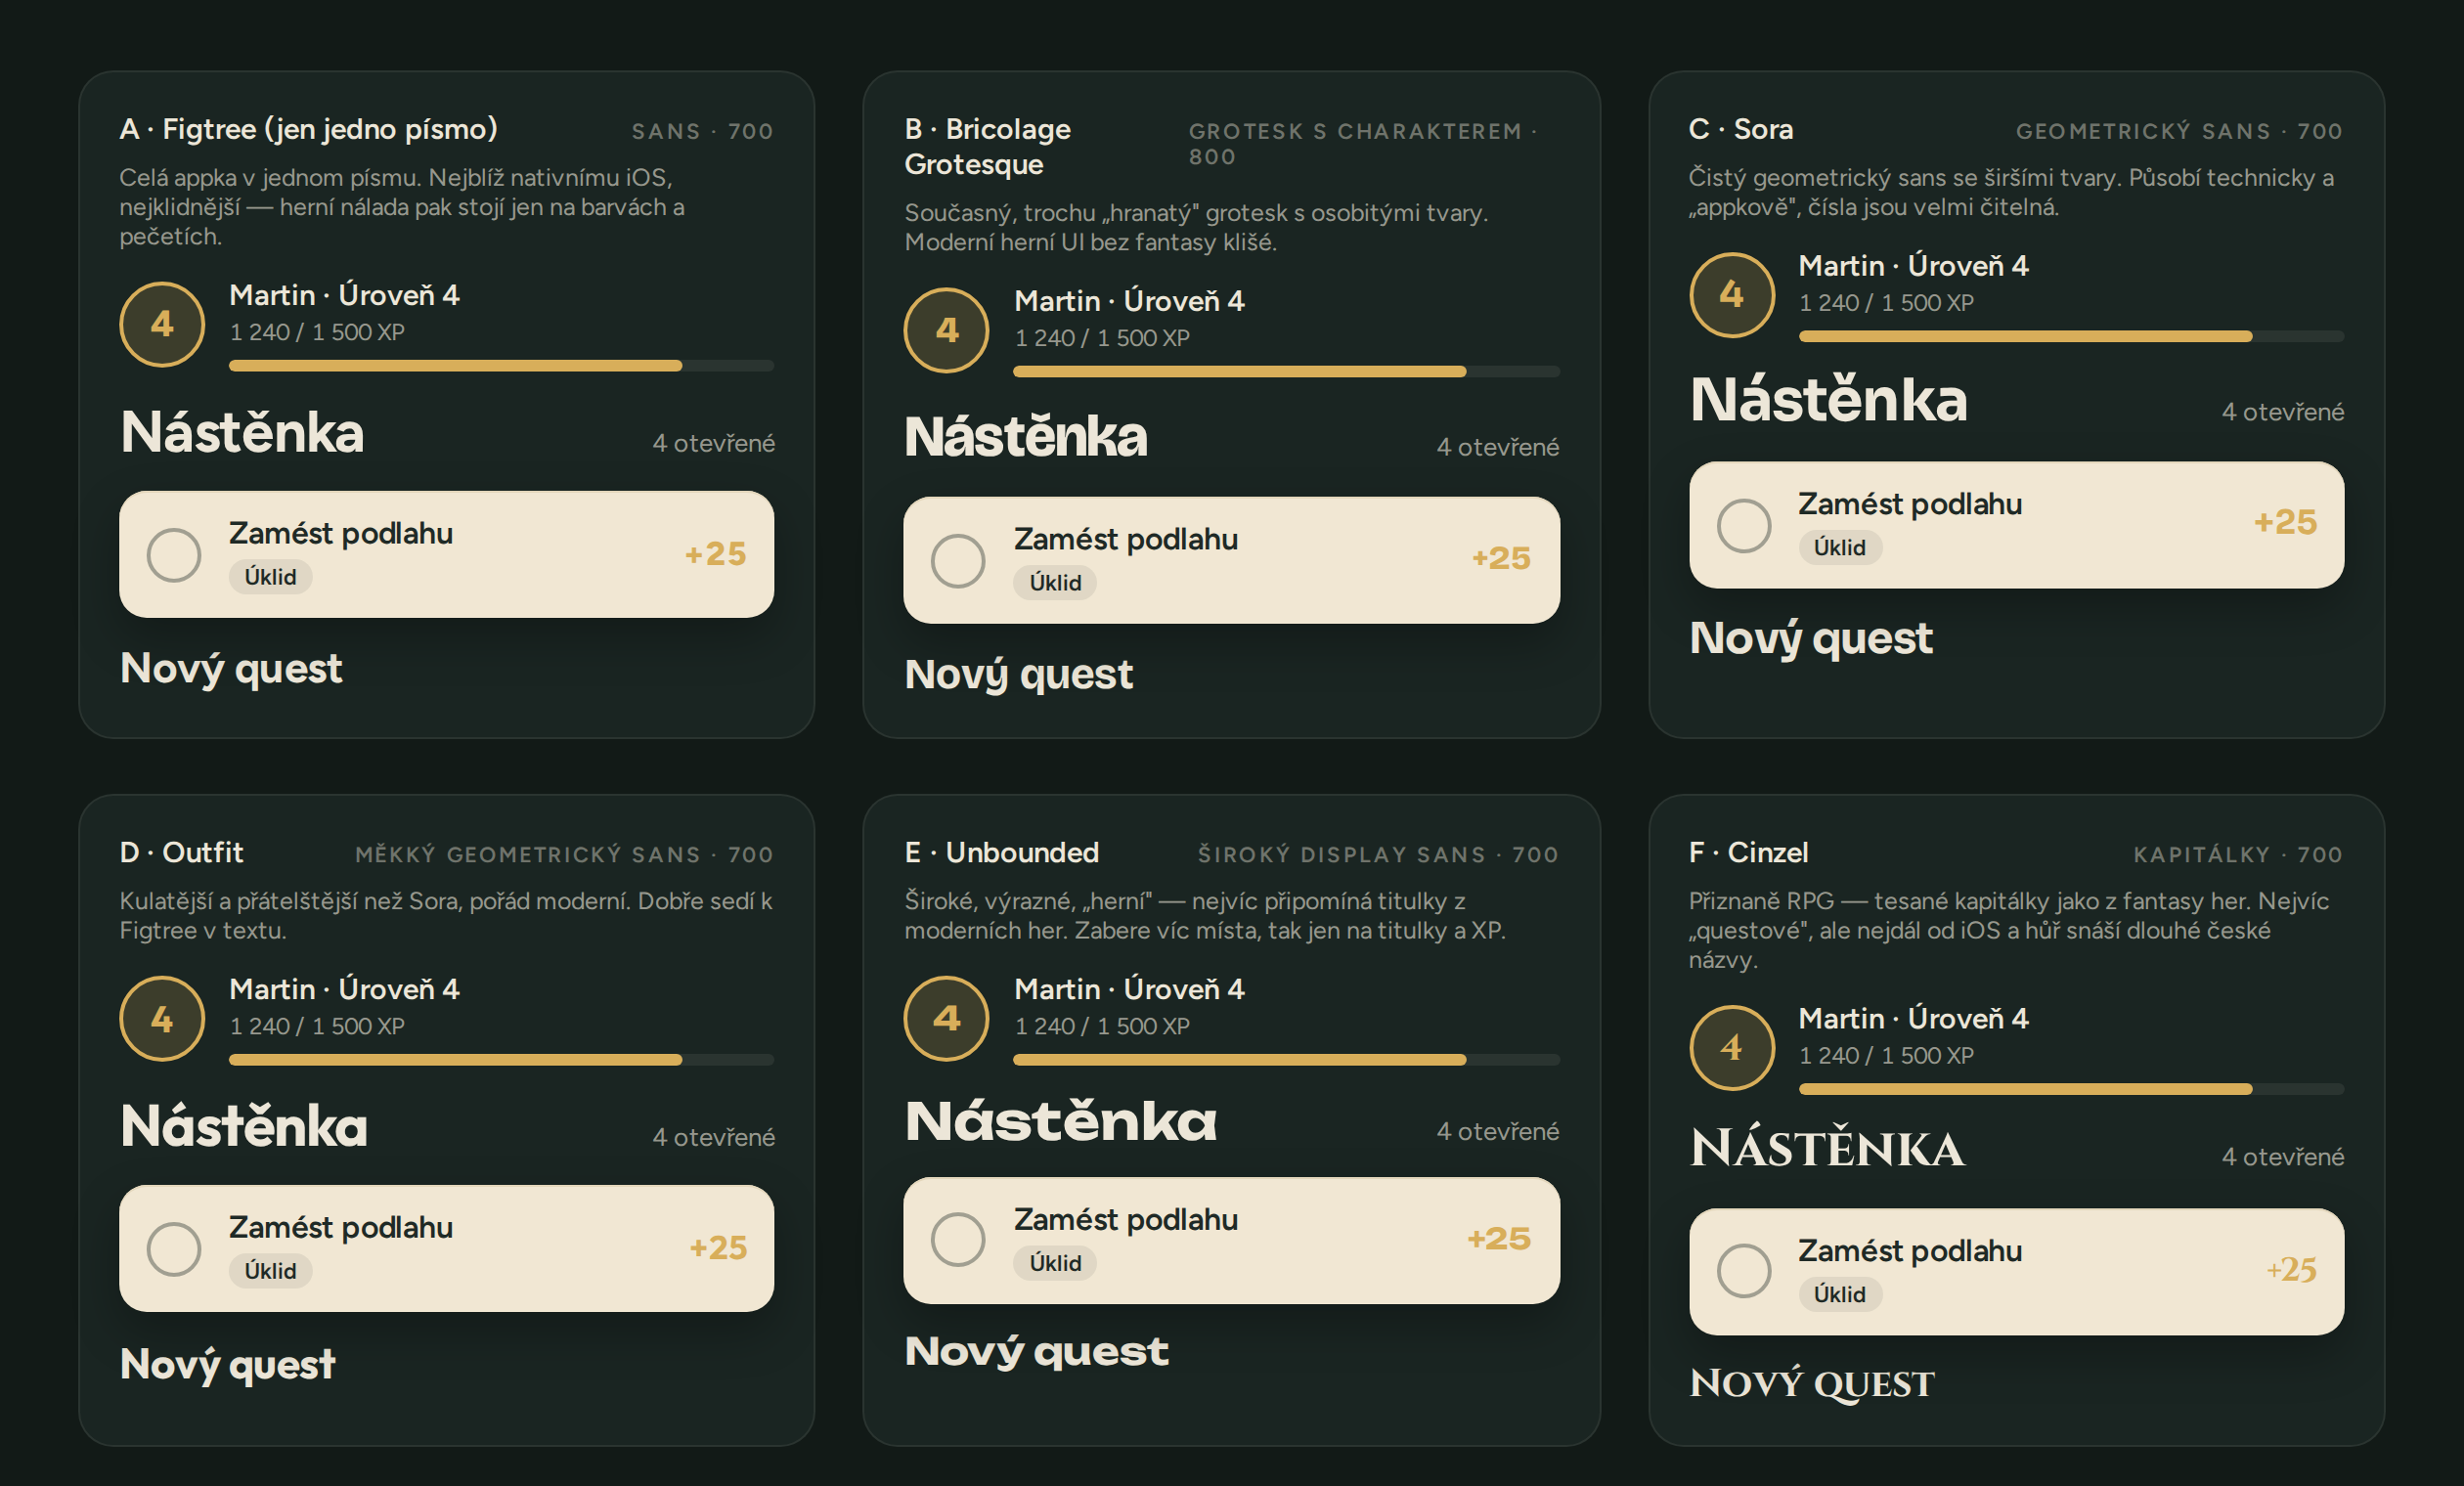 A · Figtree (jen jedno písmo)
SANS · 700
Celá appka v jednom písmu. Nejblíž nativnímu iOS,
nejklidnější — herní nálada pak stojí jen na barvách a
pečetích.
4
Martin · Úroveň 4
1 240 / 1 500 XP
Nástěnka
4 otevřené
Zamést podlahu
Úklid
+25
Nový quest
B · Bricolage
Grotesque
GROTESK S CHARAKTEREM ·
800
Současný, trochu „hranatý" grotesk s osobitými tvary.
Moderní herní UI bez fantasy klišé.
4
Martin · Úroveň 4
1 240 / 1 500 XP
Nástěnka
4 otevřené
Zamést podlahu
Úklid
+25
Nový quest
C · Sora
GEOMETRICKÝ SANS · 700
Čistý geometrický sans se širšími tvary. Působí technicky a
„appkově", čísla jsou velmi čitelná.
4
Martin · Úroveň 4
1 240 / 1 500 XP
Nástěnka
4 otevřené
Zamést podlahu
Úklid
+25
Nový quest
D · Outfit
MĚKKÝ GEOMETRICKÝ SANS · 700
Kulatější a přátelštější než Sora, pořád moderní. Dobře sedí k
Figtree v textu.
4
Martin · Úroveň 4
1 240 / 1 500 XP
Nástěnka
4 otevřené
Zamést podlahu
Úklid
+25
Nový quest
E · Unbounded
ŠIROKÝ DISPLAY SANS · 700
Široké, výrazné, „herní" — nejvíc připomíná titulky z
moderních her. Zabere víc místa, tak jen na titulky a XP.
4
Martin · Úroveň 4
1 240 / 1 500 XP
Nástěnka
4 otevřené
Zamést podlahu
Úklid
+25
Nový quest
F · Cinzel
KAPITÁLKY · 700
Přiznaně RPG — tesané kapitálky jako z fantasy her. Nejvíc
„questové", ale nejdál od iOS a hůř snáší dlouhé české
názvy.
4
Martin · Úroveň 4
1 240 / 1 500 XP
Nástěnka
4 otevřené
Zamést podlahu
Úklid
+25
Nový quest